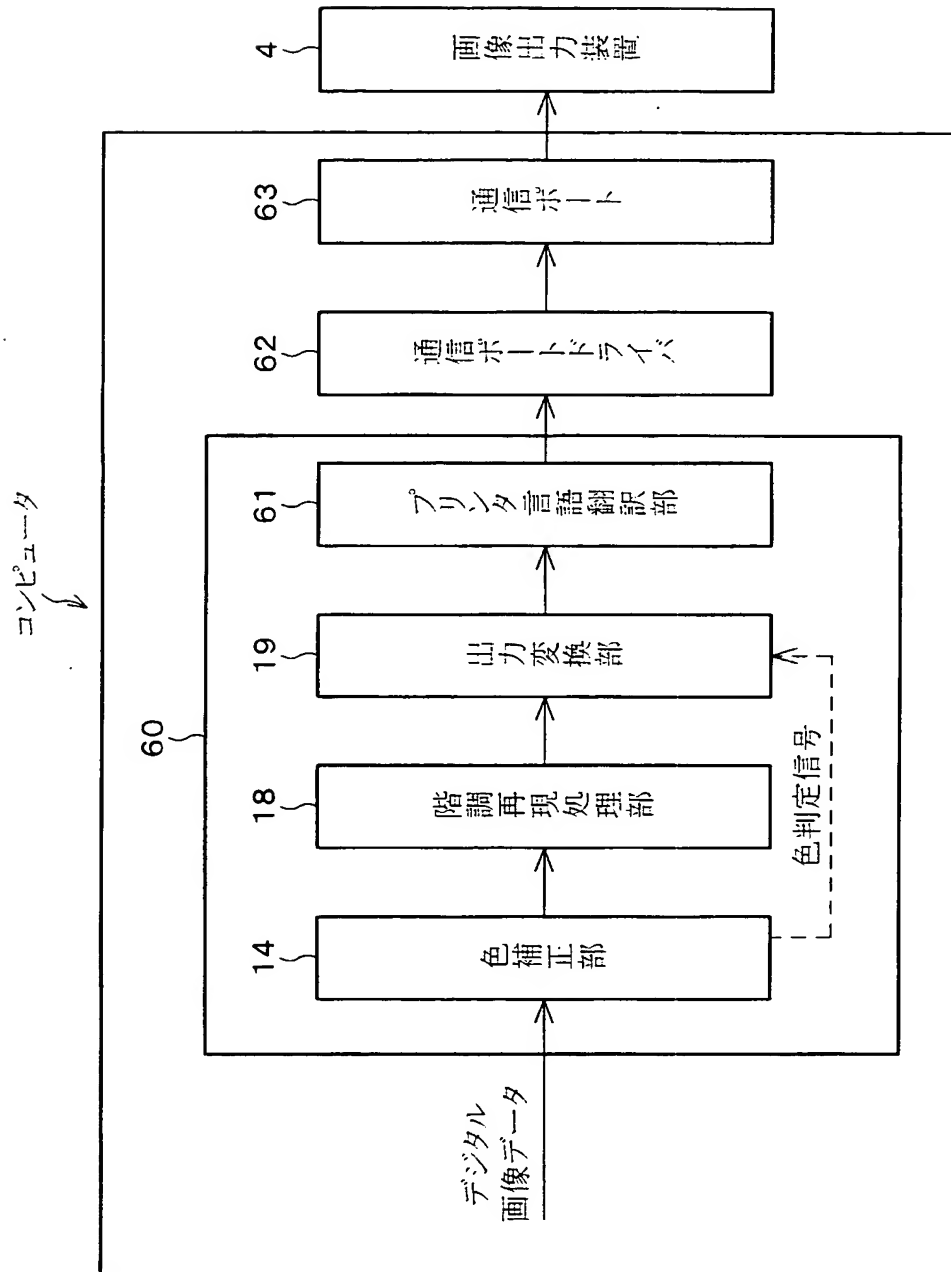 コンピュータ
60
デジタル
画像データ
14
色補正部
18
階調再現処理部
19
出力変換部
61
プリンタ言語翻訳部
62
通信ポートドライバ
63
通信ポート
4
画像出力装置
色判定信号